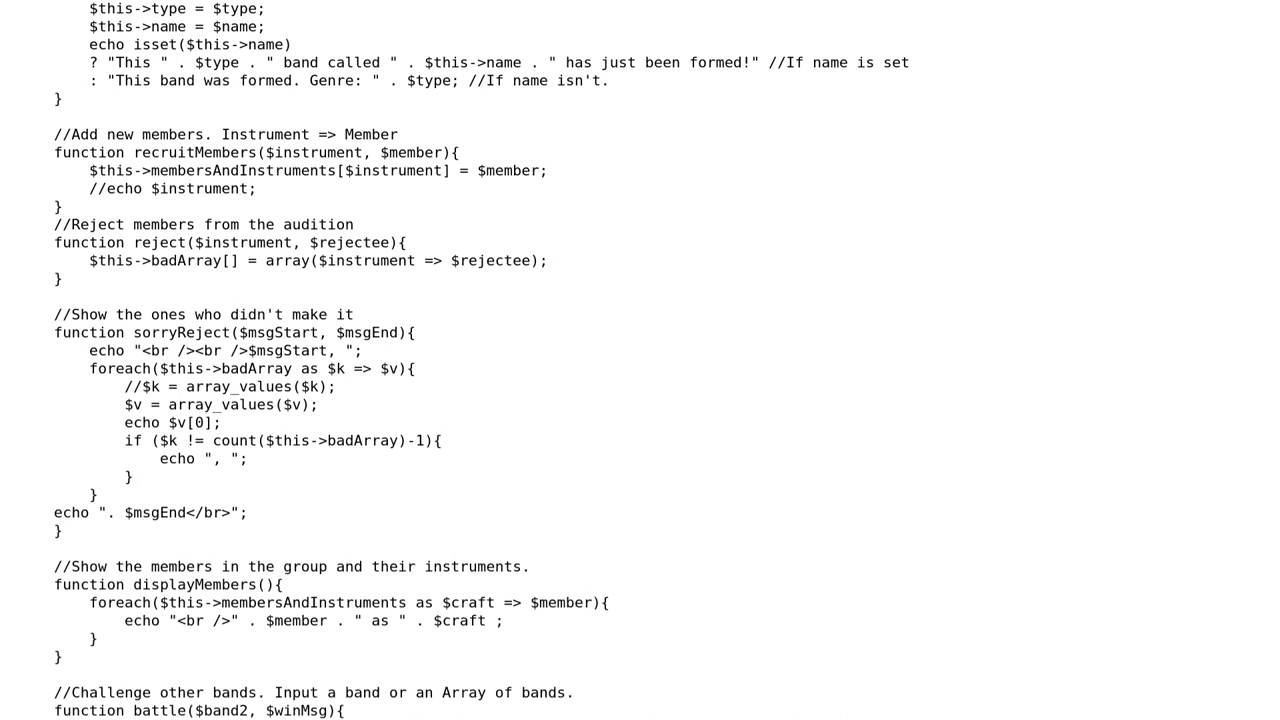 $this->type = $type;
$this->name = $name;
echo isset($this->name)
? "This " . $type . " band called " . $this->name . " has just been formed!" //If name is set
: "This band was formed. Genre: " . $type; //If name isn't.
}
//Add new members. Instrument => Member
function recruitMembers($instrument, $member){
$this->membersAndInstruments[$instrument] = $member;
//echo $instrument;
}
//Reject members from the audition
function reject($instrument, $rejectee){
$this->badArray[] = array($instrument => $rejectee);
}
//Show the ones who didn't make it
function sorryReject($msgStart, $msgEnd){
echo "<br /><br />$msgStart, ";
foreach($this->badArray as $k => $v){
//$k = array_values($k);
$v = array_values($v);
echo $v[0];
if ($k != count($this->badArray)-1){
echo ", ";
}
}
echo ". $msgEnd</br>";
}
//Show the members in the group and their instruments.
function displayMembers(){
foreach($this->membersAndInstruments as $craft => $member){
echo "<br />" . $member . " as " . $craft ;
}
}
//Challenge other bands. Input a band or an Array of bands.
function battle($band2, $winMsg){